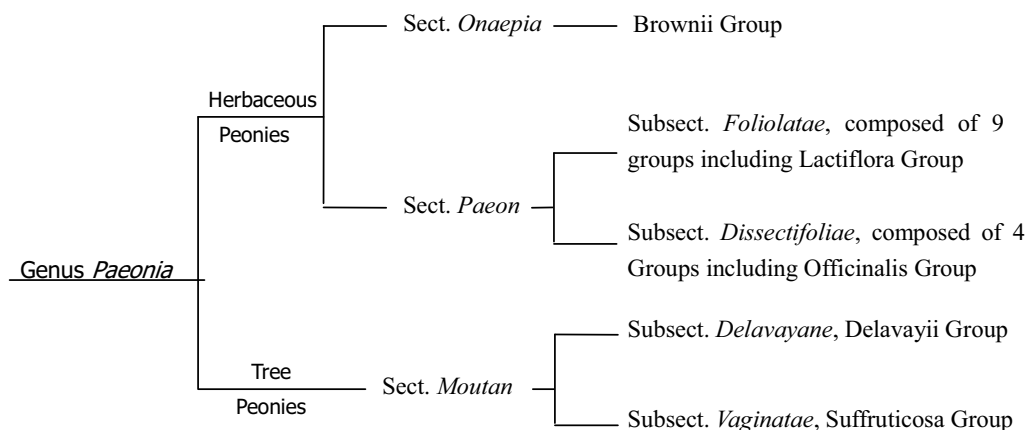 Sect. Onaepia
Brownii Group
Herbaceous
Peonies
Subsect. Foliolatae, composed of 9
groups including Lactiflora Group
Sect. Paeon
Subsect. Dissectifoliae, composed of 4
Groups including Officinalis Group
Genus Paeonia
Subsect. Delavayane, Delavayii Group
Tree
Peonies
Sect. Moutan
Subsect. Vaginatae, Suffruticosa Group